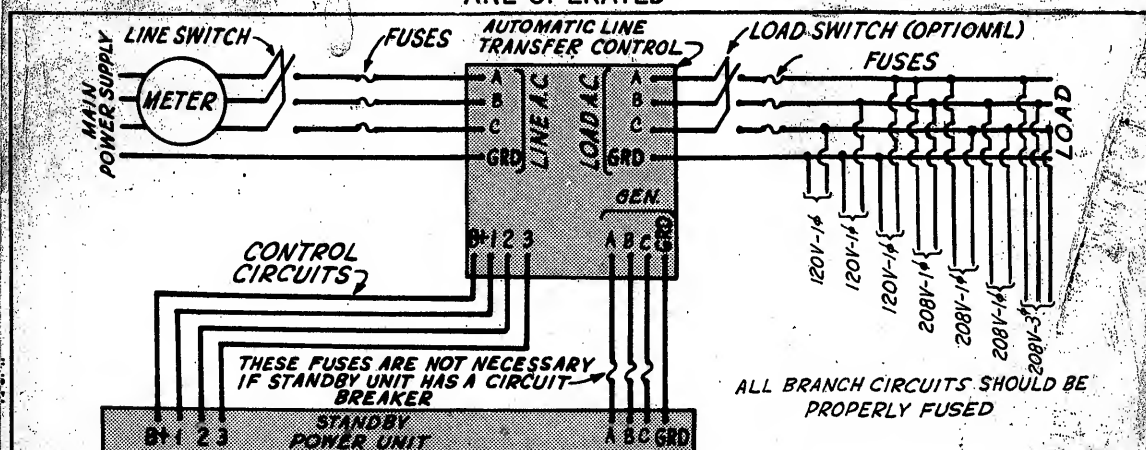 ARE OPERATED
LINE SWITCH
FUSES
AUTOMATIC LINE
TRANSFER CONTROL
LOAD SWITCH (OPTIONAL)
FUSES
MAIN
POWER SUPPLY
METER
A
B
C
GRD
LINE A.C.
LOAD A.C.
A
B
C
GRD
LOAD
GEN.
B+ 1 2 3
A B C GRD
CONTROL
CIRCUITS
120V-1φ
120V-1φ
120V-1φ
208V-1φ
208V-1φ
208V-1φ
208V-3φ
THESE FUSES ARE NOT NECESSARY
IF STANDBY UNIT HAS A CIRCUIT
BREAKER
ALL BRANCH CIRCUITS SHOULD BE
PROPERLY FUSED
B+ 1 2 3
STANDBY
POWER UNIT
A B C GRD